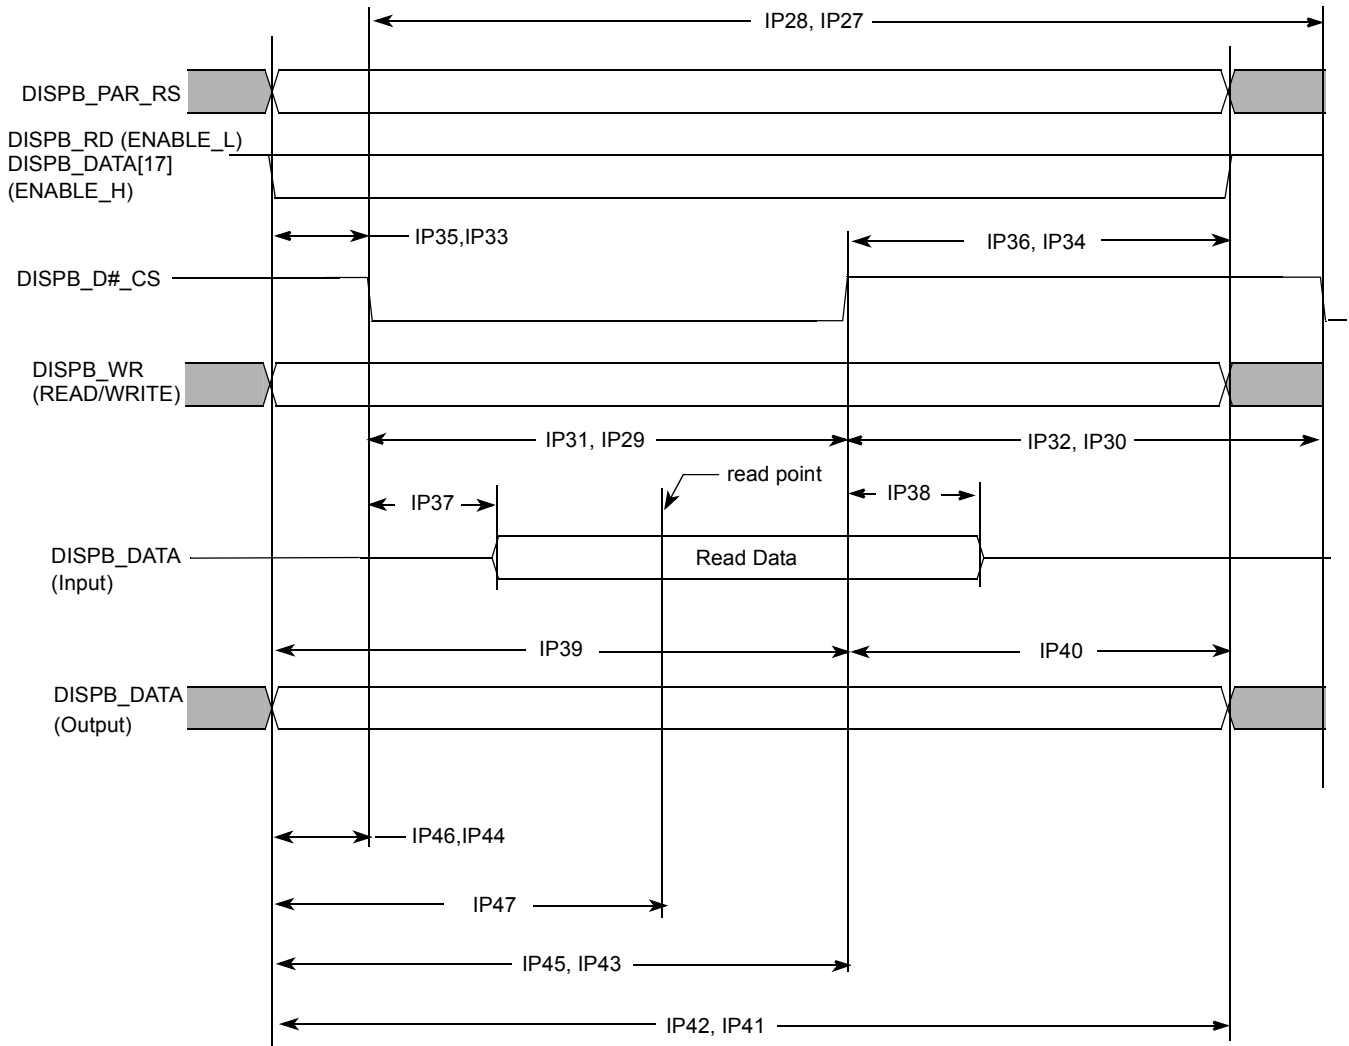 IP28, IP27
DISPB_PAR_RS
DISPB_RD (ENABLE_L)
DISPB_DATA[17]
(ENABLE_H)
IP35,IP33
IP36, IP34
DISPB_D#_CS
DISPB_WR
(READ/WRITE)
IP31, IP29
IP32, IP30
read point
IP37
IP38
DISPB_DATA
(Input)
Read Data
IP39
IP40
DISPB_DATA
(Output)
IP46,IP44
IP47
IP45, IP43
IP42, IP41